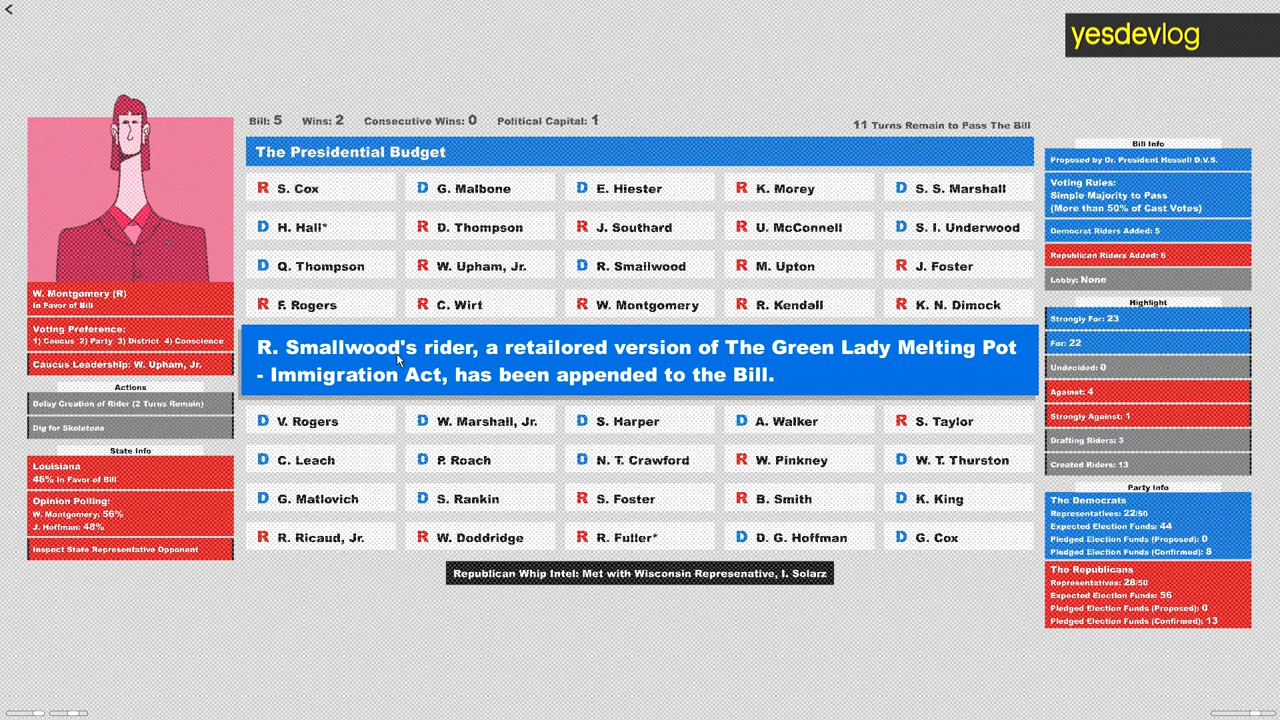 <
yesdevlog
Bill: 5 Wins: 2 Consecutive Wins: 0 Political Capital: 1
11 Turns Remain to Pass The Bill
The Presidential Budget
R S. Cox D G. Malbone D E. Hiester R K. Morey D S. S. Marshall
D H. Hall* R D. Thompson R J. Southard R U. McConnell D S. I. Underwood
D Q. Thompson R W. Upham, Jr. D R. Smallwood R M. Upton R J. Foster
R F. Rogers R C. Wirt R W. Montgomery R R. Kendall R K. N. Dimock
R. Smallwood's rider, a retailored version of The Green Lady Melting Pot
- Immigration Act, has been appended to the Bill.
D V. Rogers D W. Marshall, Jr. D S. Harper D A. Walker R S. Taylor
D C. Leach D P. Roach D N. T. Crawford R W. Pinkney D W. T. Thurston
D G. Matlovich D S. Rankin R S. Foster R B. Smith D K. King
R R. Ricaud, Jr. R W. Doddridge R R. Fuller* D D. G. Hoffman D G. Cox
Republican Whip Intel: Met with Wisconsin Represenative, I. Solarz
W. Montgomery (R)
In Favor of Bill
Voting Preference:
1) Caucus 2) Party 3) District 4) Conscience
Caucus Leadership: W. Upham, Jr.
Actions
Delay Creation of Rider (2 Turns Remain)
Dig for Skeletons
State Info
Louisiana
46% In Favor of Bill
Opinion Polling:
W. Montgomery: 56%
J. Hoffman: 48%
Inspect State Representative Opponent
Bill Info
Proposed by Dr. President Hessell D.V.S.
Voting Rules:
Simple Majority to Pass
(More than 50% of Cast Votes)
Democrat Riders Added: 5
Republican Riders Added: 6
Lobby: None
Highlight
Strongly For: 23
For: 22
Undecided: 0
Against: 4
Strongly Against: 1
Drafting Riders: 3
Created Riders: 13
Party Info
The Democrats
Representatives: 22/50
Expected Election Funds: 44
Pledged Election Funds (Proposed): 0
Pledged Election Funds (Confirmed): 8
The Republicans
Representatives: 28/50
Expected Election Funds: 56
Pledged Election Funds (Proposed): 0
Pledged Election Funds (Confirmed): 13